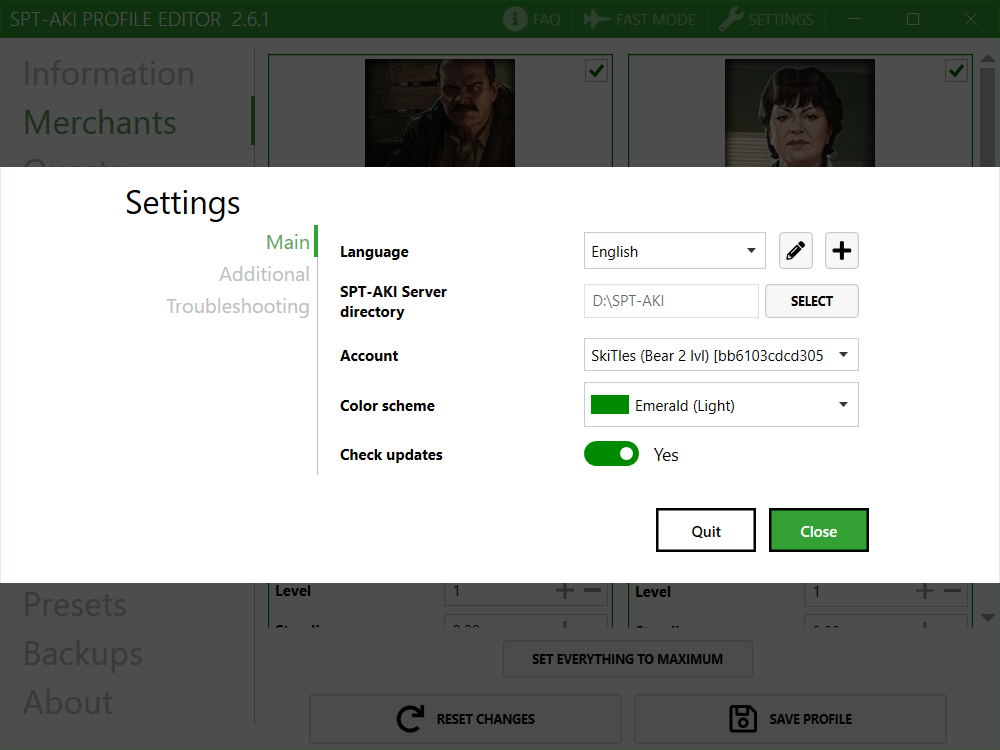 SPT-AKI PROFILE EDITOR 2.6.1
FAQ
FAST MODE
SETTINGS
Information
Merchants
Settings
Main
Additional
Troubleshooting
Language
English
SPT-AKI Server
directory
D:\SPT-AKI
SELECT
Account
SkiTles (Bear 2 lvl) [bb6103cdcd305
Color scheme
Emerald (Light)
Check updates
Yes
Quit
Close
Presets
Backups
About
Level
1
Level
1
SET EVERYTHING TO MAXIMUM
RESET CHANGES
SAVE PROFILE